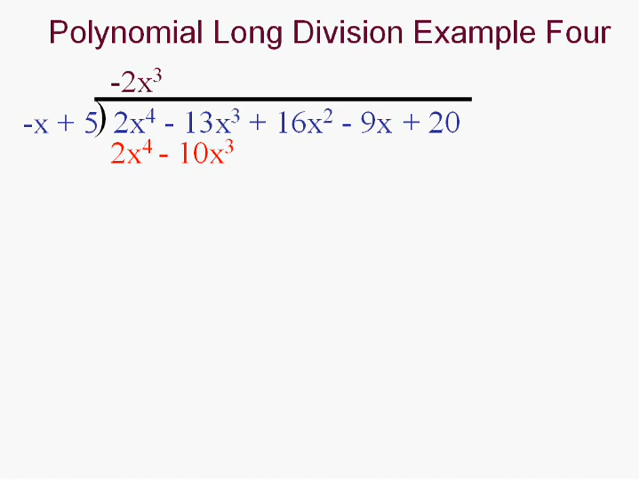 Polynomial Long Division Example Four
-2x³
-x + 5)2x⁴ - 13x³ + 16x² - 9x + 20
2x⁴ - 10x³